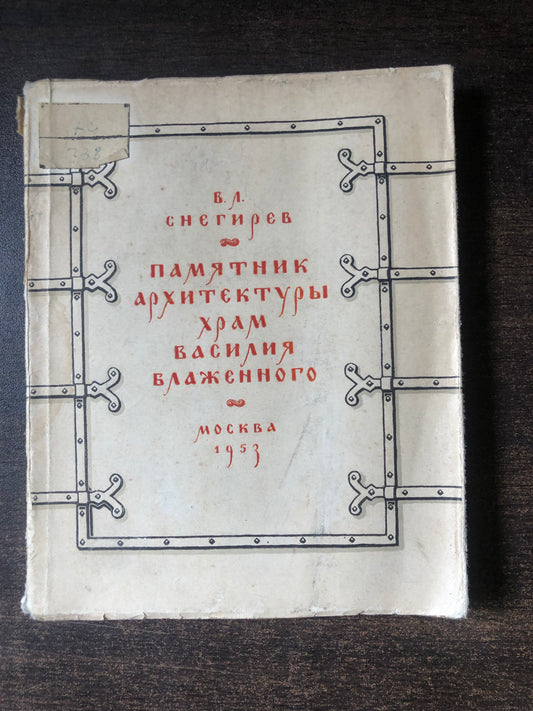 В.Л.
СНЕГИРЕВ
ПАМЯТНИК
АРХИТЕКТУРЫ
ХРАМ
ВАСИЛИЯ
БЛАЖЕННОГО
МОСКВА
1953